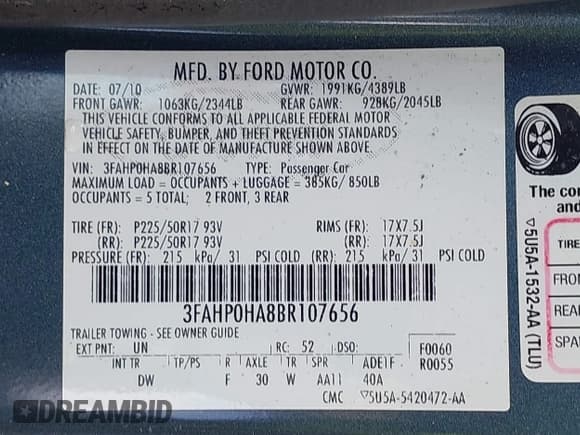 MFD. BY FORD MOTOR CO.
DATE: 07/10 GVWR: 1991KG/4389LB
FRONT GAWR: 1063KG/2344LB REAR GAWR: 928KG/2045LB
THIS VEHICLE CONFORMS TO ALL APPLICABLE FEDERAL MOTOR
VEHICLE SAFETY, BUMPER, AND THEFT PREVENTION STANDARDS
IN EFFECT ON THE DATE OF MANUFACTURE SHOWN ABOVE.
VIN: 3FAHP0HA8BR107656 TYPE: Passenger Car
MAXIMUM LOAD = OCCUPANTS + LUGGAGE = 385KG/ 850LB
OCCUPANTS = 5 TOTAL; 2 FRONT, 3 REAR
TIRE (FR): P225/50R17 93V RIMS (FR): 17X7.5J
(RR): P225/50R17 93V (RR): 17X7.5J
PRESSURE (FR): 215 kPa/ 31 PSI COLD (RR): 215 kPa/ 31 PSI COLD
3FAHP0HA8BR107656
TRAILER TOWING - SEE OWNER GUIDE
EXT PNT: UN RC: 52 DSO: F0060
INT TR TP/PS R AXLE TR W ADE1F R0055
DW F 30 W AA11 40A
CMC ▽5U5A-5420472-AA
▽5U5A-1532-AA (TLU)
The co
and
TIRE
FRO
REA
SPA
DREAMBID